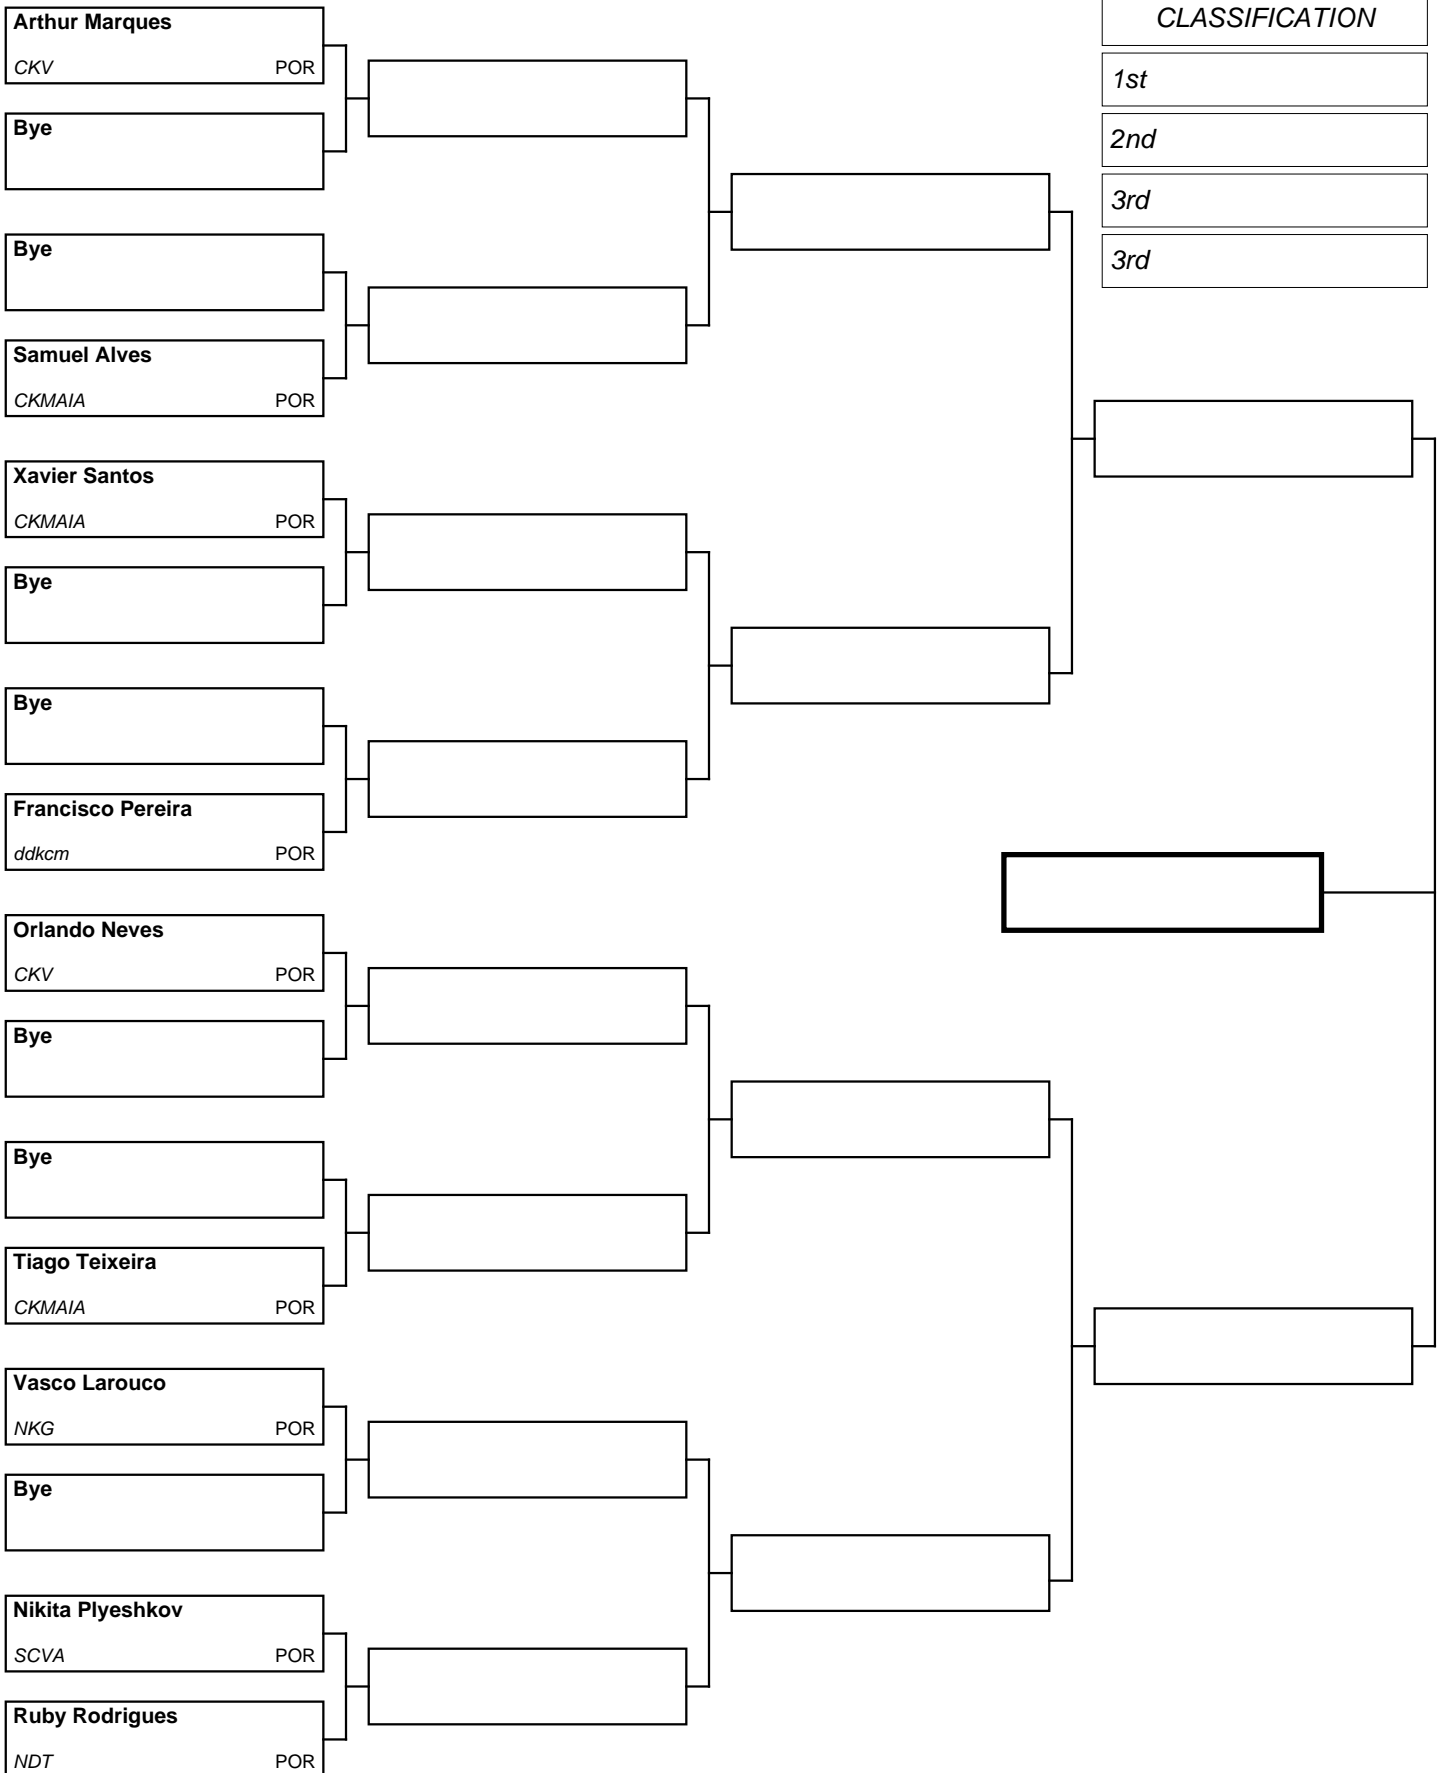 Arthur Marques
CKV POR
Bye
Bye
Samuel Alves
CKMAIA POR
Xavier Santos
CKMAIA POR
Bye
Bye
Francisco Pereira
ddkcm POR
Orlando Neves
CKV POR
Bye
Bye
Tiago Teixeira
CKMAIA POR
Vasco Larouco
NKG POR
Bye
Nikita Plyeshkov
SCVA POR
Ruby Rodrigues
NDT POR
CLASSIFICATION
1st
2nd
3rd
3rd